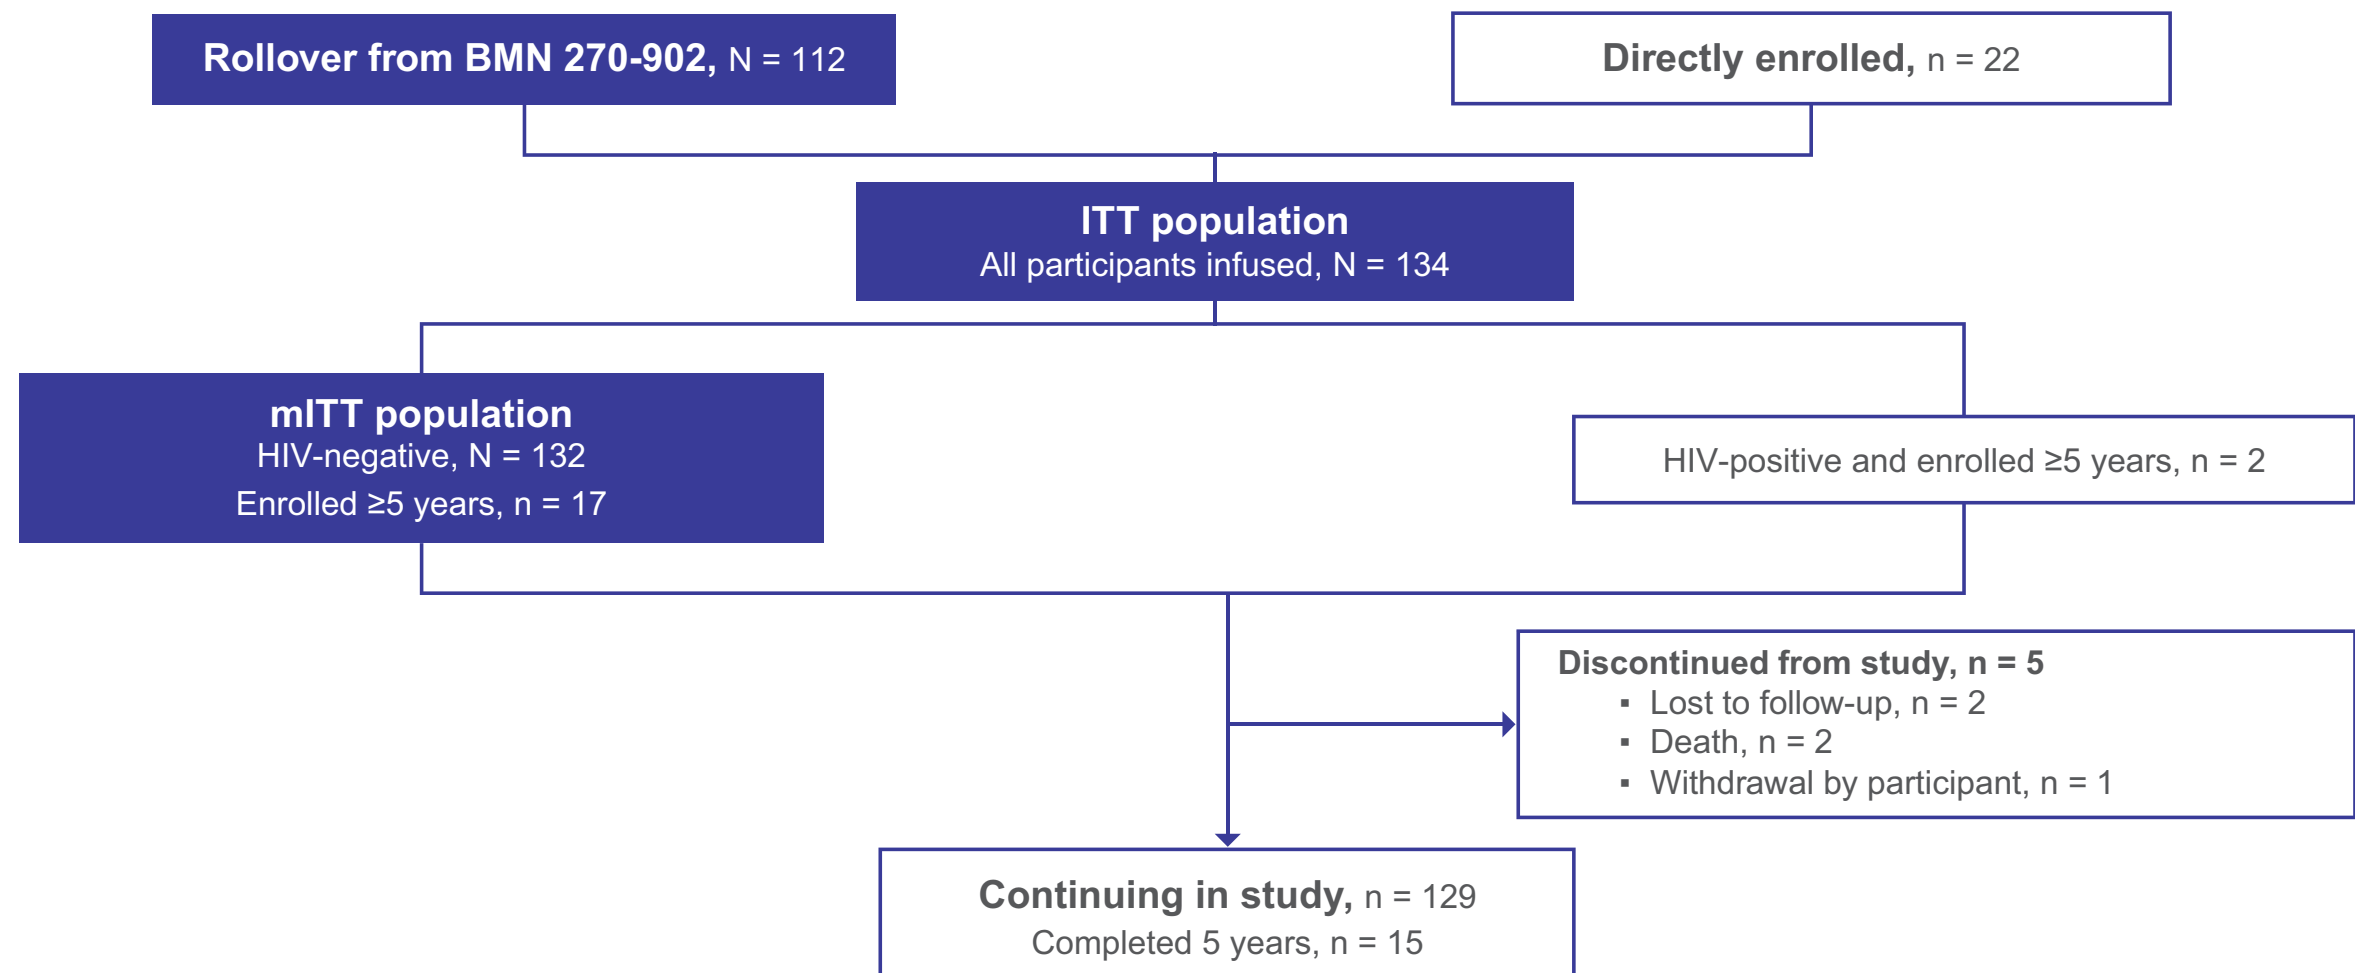 Rollover from BMN 270-902, N = 112
Directly enrolled, n = 22
ITT population
All participants infused, N = 134
mITT population
HIV-negative, N = 132
Enrolled ≥5 years, n = 17
HIV-positive and enrolled ≥5 years, n = 2
Discontinued from study, n = 5
▪ Lost to follow-up, n = 2
▪ Death, n = 2
▪ Withdrawal by participant, n = 1
Continuing in study, n = 129
Completed 5 years, n = 15